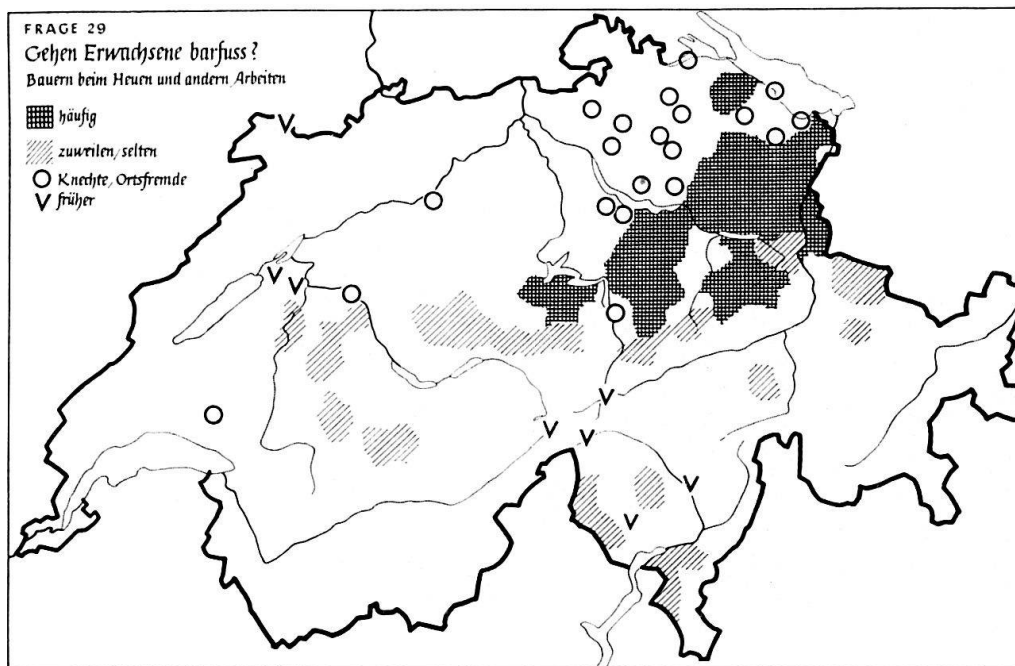 FRAGE 29
Gehen Erwachsene barfuss?
Bauern beim Heuen und andern Arbeiten
häufig
zuweilen/selten
Knechte, Ortsfremde
früher